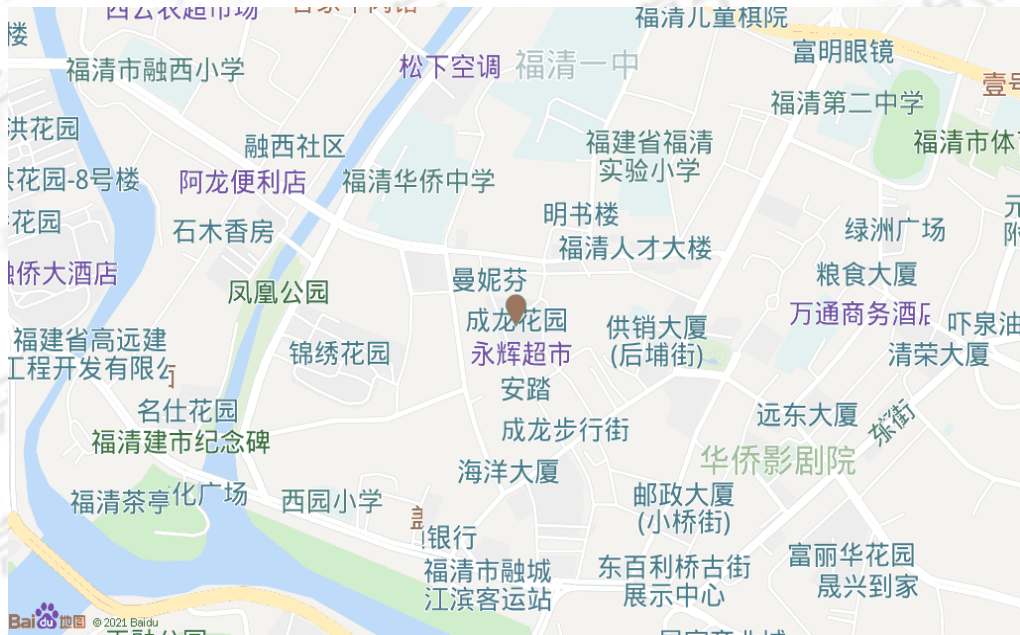 福清儿童棋院
富明眼镜
松下空调
福清一中
福清市融西小学
壹号
福清第二中学
洪花园
融西社区
福建省福清
实验小学
福清市体
花园-8号楼
阿龙便利店
福清华侨中学
花园
石木香房
明书楼
绿洲广场
福清人才大楼
侨大酒店
曼妮芬
粮食大厦
凤凰公园
成龙花园
供销大厦
(后埔街)
万通商务酒店
吓泉油
福建省高远建
工程开发有限公
锦绣花园
永辉超市
清荣大厦
安踏
名仕花园
远东大厦
东街
福清建市纪念碑
成龙步行街
华侨影剧院
海洋大厦
福清茶亭
化广场
西园小学
邮政大厦
(小桥街)
银行
富丽华花园
福清市融城
江滨客运站
东百利桥古街
展示中心
晟兴到家
Bai du 地图 © 2021 Baidu